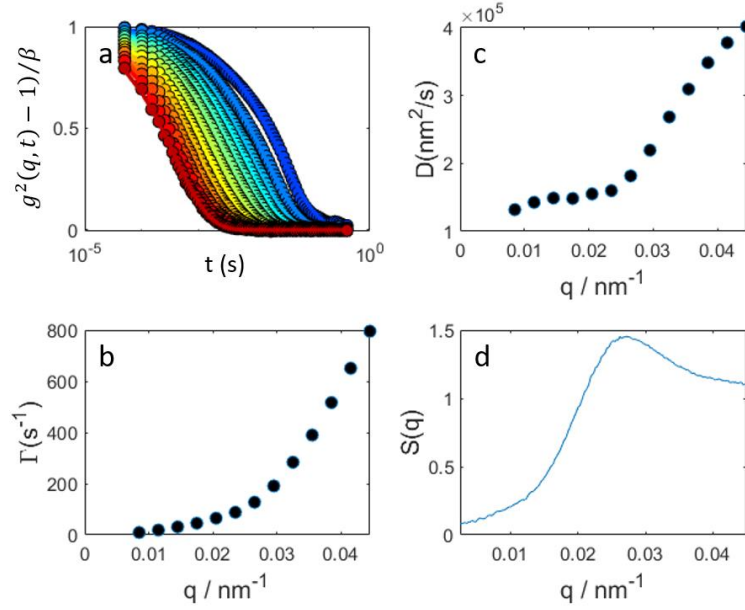 1
0.5
0
10⁻⁵
10⁰
t (s)
g²(q, t) − 1)/β
a
×10⁵
4
3
2
1
0
0.01
0.02
0.03
0.04
q / nm⁻¹
D(nm²/s)
c
800
600
400
200
0
0
0.01
0.02
0.03
0.04
q / nm⁻¹
Γ(s⁻¹)
b
1.5
1
0.5
0
0.01
0.02
0.03
0.04
q / nm⁻¹
S(q)
d